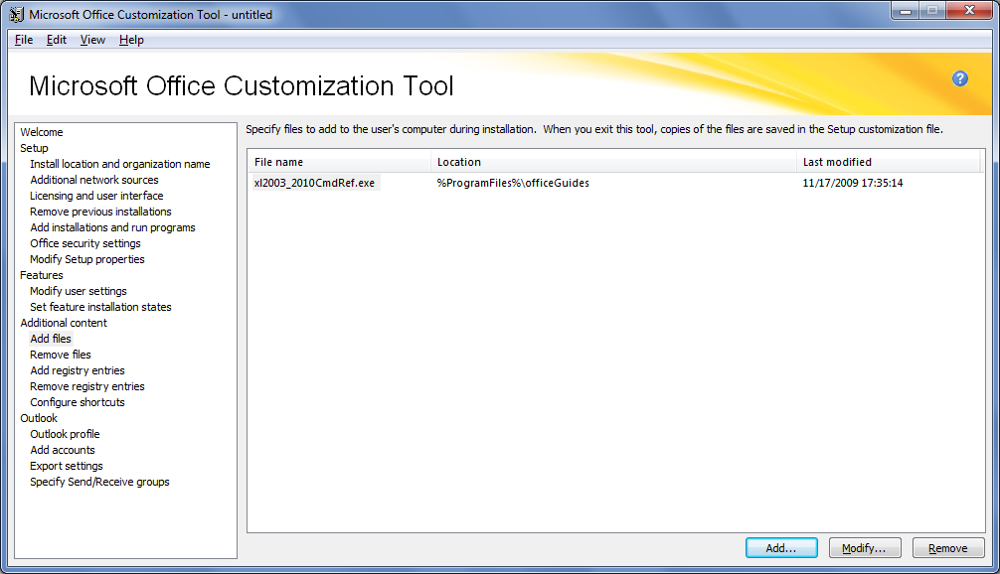 Microsoft Office Customization Tool - untitled
File Edit View Help
Microsoft Office Customization Tool
?
Welcome
Setup
Install location and organization name
Additional network sources
Licensing and user interface
Remove previous installations
Add installations and run programs
Office security settings
Modify Setup properties
Features
Modify user settings
Set feature installation states
Additional content
Add files
Remove files
Add registry entries
Remove registry entries
Configure shortcuts
Outlook
Outlook profile
Add accounts
Export settings
Specify Send/Receive groups
Specify files to add to the user's computer during installation. When you exit this tool, copies of the files are saved in the Setup customization file.
File name Location Last modified
xl2003_2010CmdRef.exe %ProgramFiles%\officeGuides 11/17/2009 17:35:14
Add... Modify... Remove